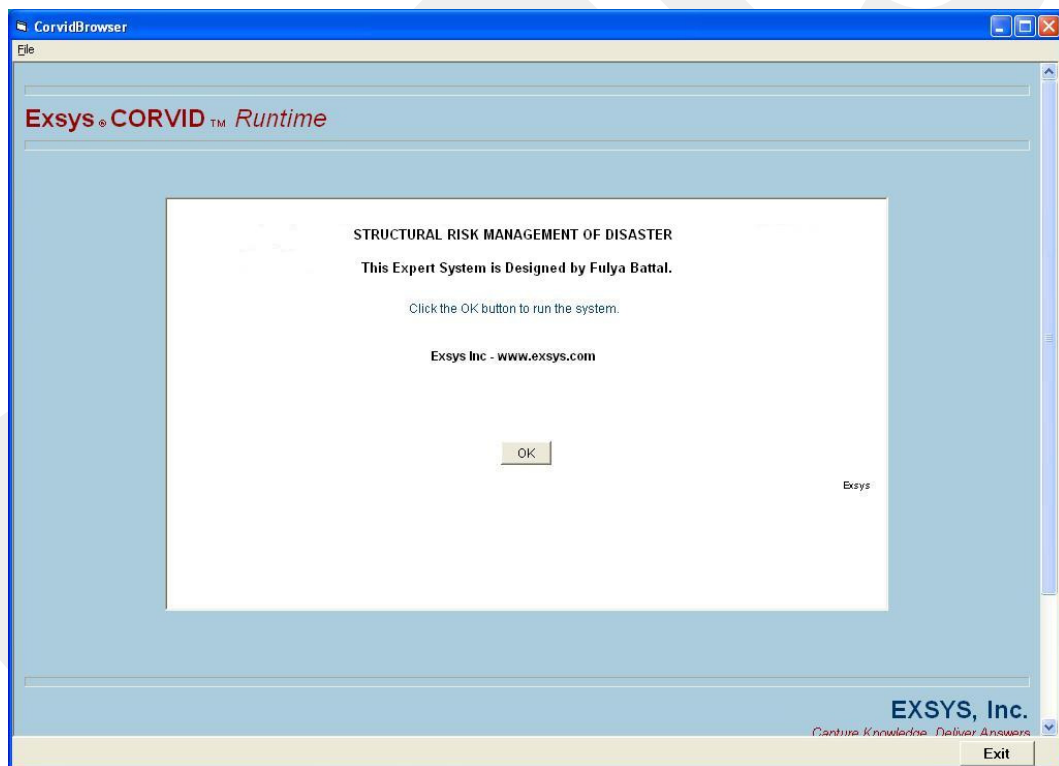 CorvidBrowser
File
Exsys ® CORVID TM Runtime
STRUCTURAL RISK MANAGEMENT OF DISASTER
This Expert System is Designed by Fulya Battal.
Click the OK button to run the system.
Exsys Inc - www.exsys.com
OK
Exsys
EXSYS, Inc.
Capture Knowledge. Deliver Answers
Exit